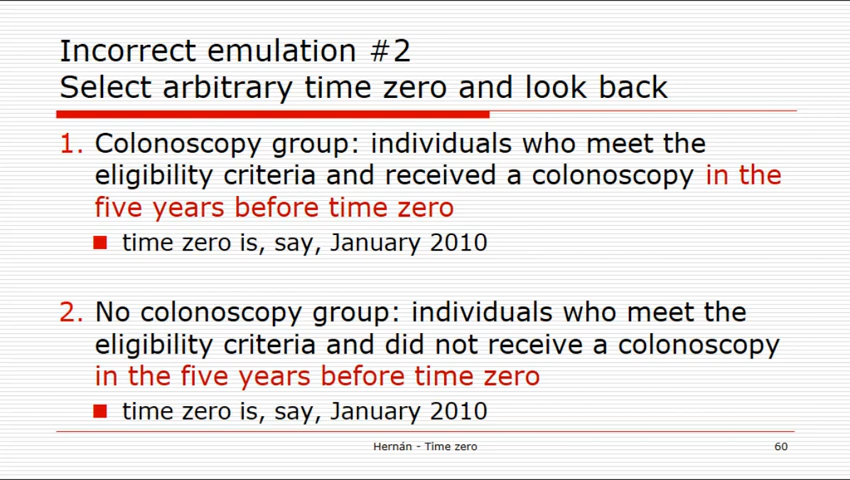 Incorrect emulation #2
Select arbitrary time zero and look back
1. Colonoscopy group: individuals who meet the
eligibility criteria and received a colonoscopy in the
five years before time zero
time zero is, say, January 2010
2. No colonoscopy group: individuals who meet the
eligibility criteria and did not receive a colonoscopy
in the five years before time zero
time zero is, say, January 2010
Hernán - Time zero
60